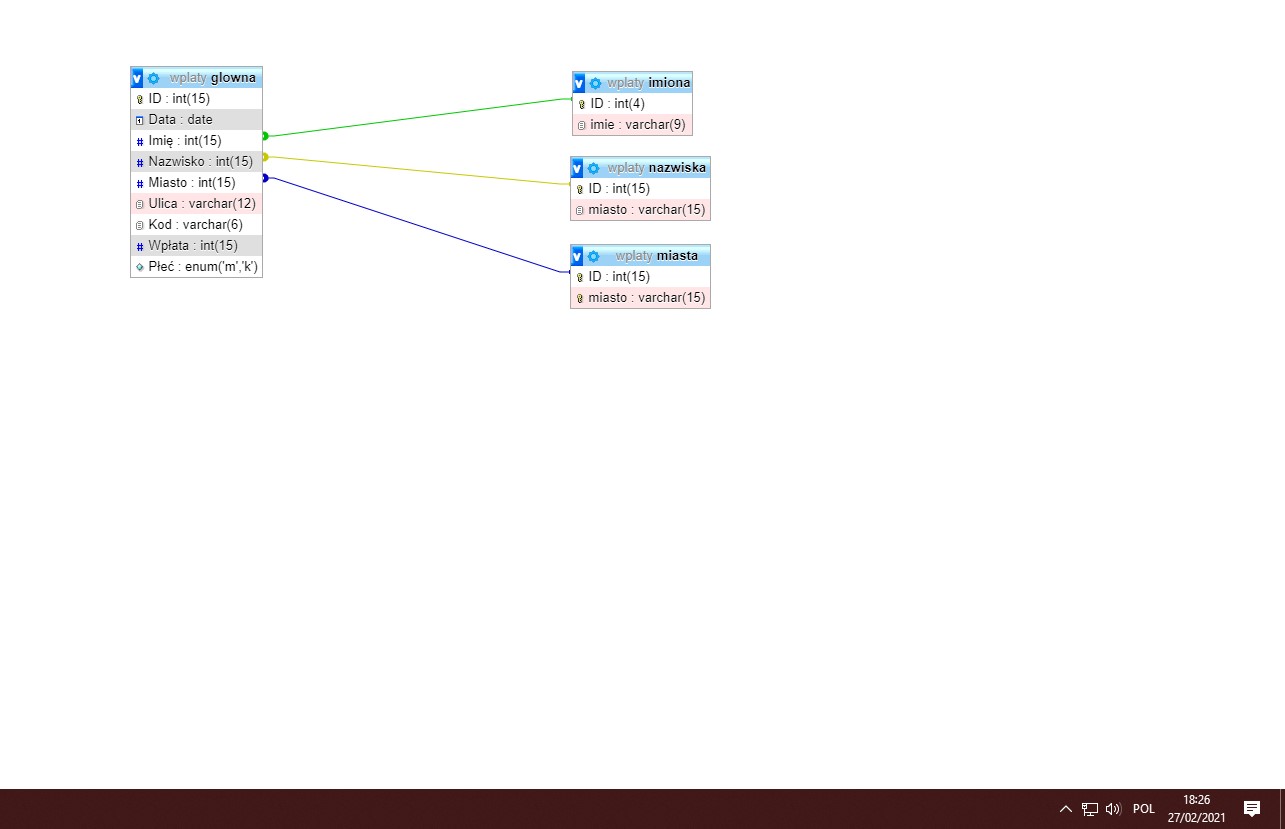 v wplaty glowna
ID : int(15)
Data : date
# Imię : int(15)
# Nazwisko : int(15)
# Miasto : int(15)
Ulica : varchar(12)
Kod : varchar(6)
# Wpłata : int(15)
Płeć : enum('m','k')
v wplaty imiona
ID : int(4)
imie : varchar(9)
v wplaty nazwiska
ID : int(15)
miasto : varchar(15)
v wplaty miasta
ID : int(15)
miasto : varchar(15)
POL
18:26
27/02/2021